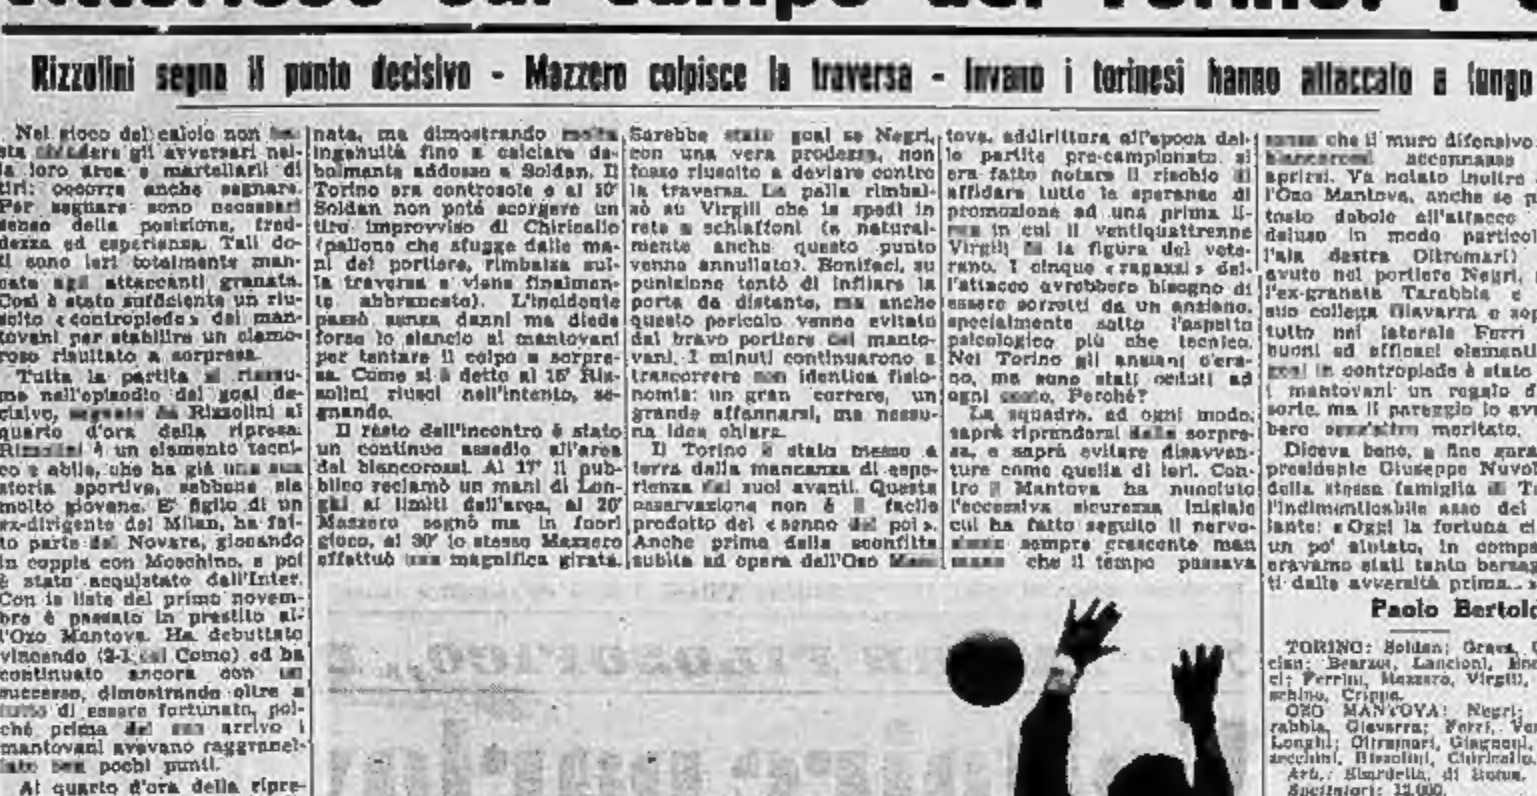 Rizzolini segna il punto decisivo - Mazzero colpisce la traversa - Invano i torinesi hanno attaccato a lungo
Nel gioco del calcio non
sta chiudere gli avversari nel-
la loro area e martellarli di
tiri: occorre anche segnare.
Per segnare sono necessari
senso della posizione, fred-
dezza ed esperienza. Tali do-
ti sono ieri totalmente man-
cate agli attaccanti granata.
Così è stato sufficiente un riu-
scito «contropiede» dei man-
tovani per stabilire un clamo-
roso risultato a sorpresa.
Tutta la partita si riassu-
me nell'episodio del goal de-
cisivo, segnato da Rizzolini al
quarto d'ora della ripresa.
Rizzolini è un elemento tecni-
co e abile, che ha già una sua
storia sportiva, sebbene sia
molto giovane. E' figlio di un
ex-dirigente del Milan, ha fat-
to parte del Novara, giocando
in coppia con Moschino, e poi
è stato acquistato dall'Inter.
Con le liste del primo novem-
bre è passato in prestito al-
l'Ozo Mantova. Ha debuttato
vincendo (2-1 sul Como) ed ha
continuato ancora con un
successo, dimostrando oltre a
tutto di essere fortunato, poi-
ché prima del suo arrivo i
mantovani avevano raggranel-
lato ben pochi punti.
Al quarto d'ora della ripre-
nata, ma dimostrando molta
ingenuità fino a calciare de-
bolmente addosso a Soldan. Il
Torino era controsole e al 10'
Soldan non poté scorgere un
tiro improvviso di Chiricallo
(pallone che sfugge dalle ma-
ni del portiere, rimbalza sul-
la traversa e viene finalmen-
te abbrancato). L'incidente
passò senza danni ma diede
forse lo slancio ai mantovani
per tentare il colpo a sorpre-
sa. Come si è detto al 15' Riz-
zolini riuscì nell'intento, se-
gnando.
Il resto dell'incontro è stato
un continuo assedio all'area
dei biancorossi. Al 17' il pub-
blico reclamò un mani di Lon-
ghi ai limiti dell'area, al 20'
Mazzero segnò ma in fuori
gioco, al 30' lo stesso Mazzero
effettuò una magnifica girata.
Sarebbe stato goal se Negri,
con una vera prodezza, non
fosse riuscito a deviare contro
la traversa. La palla rimbal-
zò su Virgili che la spedì in
rete a schiaffoni (e natural-
mente anche questo punto
venne annullato). Bonifaci, su
punizione tentò di infilare la
porta da distante, ma anche
questo pericolo venne evitato
dal bravo portiere dei manto-
vani. I minuti continuarono a
trascorrere con identica fisio-
nomia: un gran correre, un
grande affannarsi, ma nessu-
na idea chiara.
Il Torino è stato messo a
terra dalla mancanza di espe-
rienza dei suoi avanti. Questa
osservazione non è il facile
prodotto del «senno del poi».
Anche prima della sconfitta
subita ad opera dell'Ozo Man-
tova, addirittura all'epoca del-
le partite pre-campionato si
era fatto notare il rischio di
affidare tutte le speranze di
promozione ad una prima li-
nea in cui il ventiquattrenne
Virgili fa la figura del vete-
rano. I cinque «ragazzi» del-
l'attacco avrebbero bisogno di
essere sorretti da un anziano,
specialmente sotto l'aspetto
psicologico più che tecnico.
Nel Torino gli anziani c'era-
no, ma sono stati ceduti ad
ogni costo. Perché?
La squadra, ad ogni modo,
saprà riprendersi dalla sorpre-
sa, e saprà evitare disavven-
ture come quella di ieri. Con-
tro il Mantova ha nuociuto
l'eccessiva sicurezza iniziale
cui ha fatto seguito il nervo-
sismo sempre crescente man
mano che il tempo passava
senza che il muro difensivo
biancorossi accennasse
aprirsi. Va notato inoltre
l'Ozo Mantova, anche se
deluso in modo
l'ala destra Oltremari)
avuto nel portiere Negri,
l'ex-granata Tarabbia e
suo collega Giavarra e
tutto nel laterale Ferri
buoni ed efficaci elementi
goal in contropiede è stato
i mantovani un regalo
sorte, ma il pareggio lo
bero senz'altro meritato.
Diceva bene, a fine gara
presidente Giuseppe
della stessa famiglia di
l'indimenticabile asso del
lante: «Oggi la fortuna ci
un po' aiutato, in
eravamo stati tanto
ti dalle avversità prima...
Paolo
TORINO: Soldan; Grava,
cian; Bearzot, Lancioni,
ci; Ferrini, Mazzero, Virgili,
schino, Crippa.
OZO MANTOVA: Negri;
rabbia, Giavarra; Ferri,
Longhi; Oltremari, Giagnoni,
Rizzolini, Chiricallo.
Arb.: di
Spettatori: 12.000.